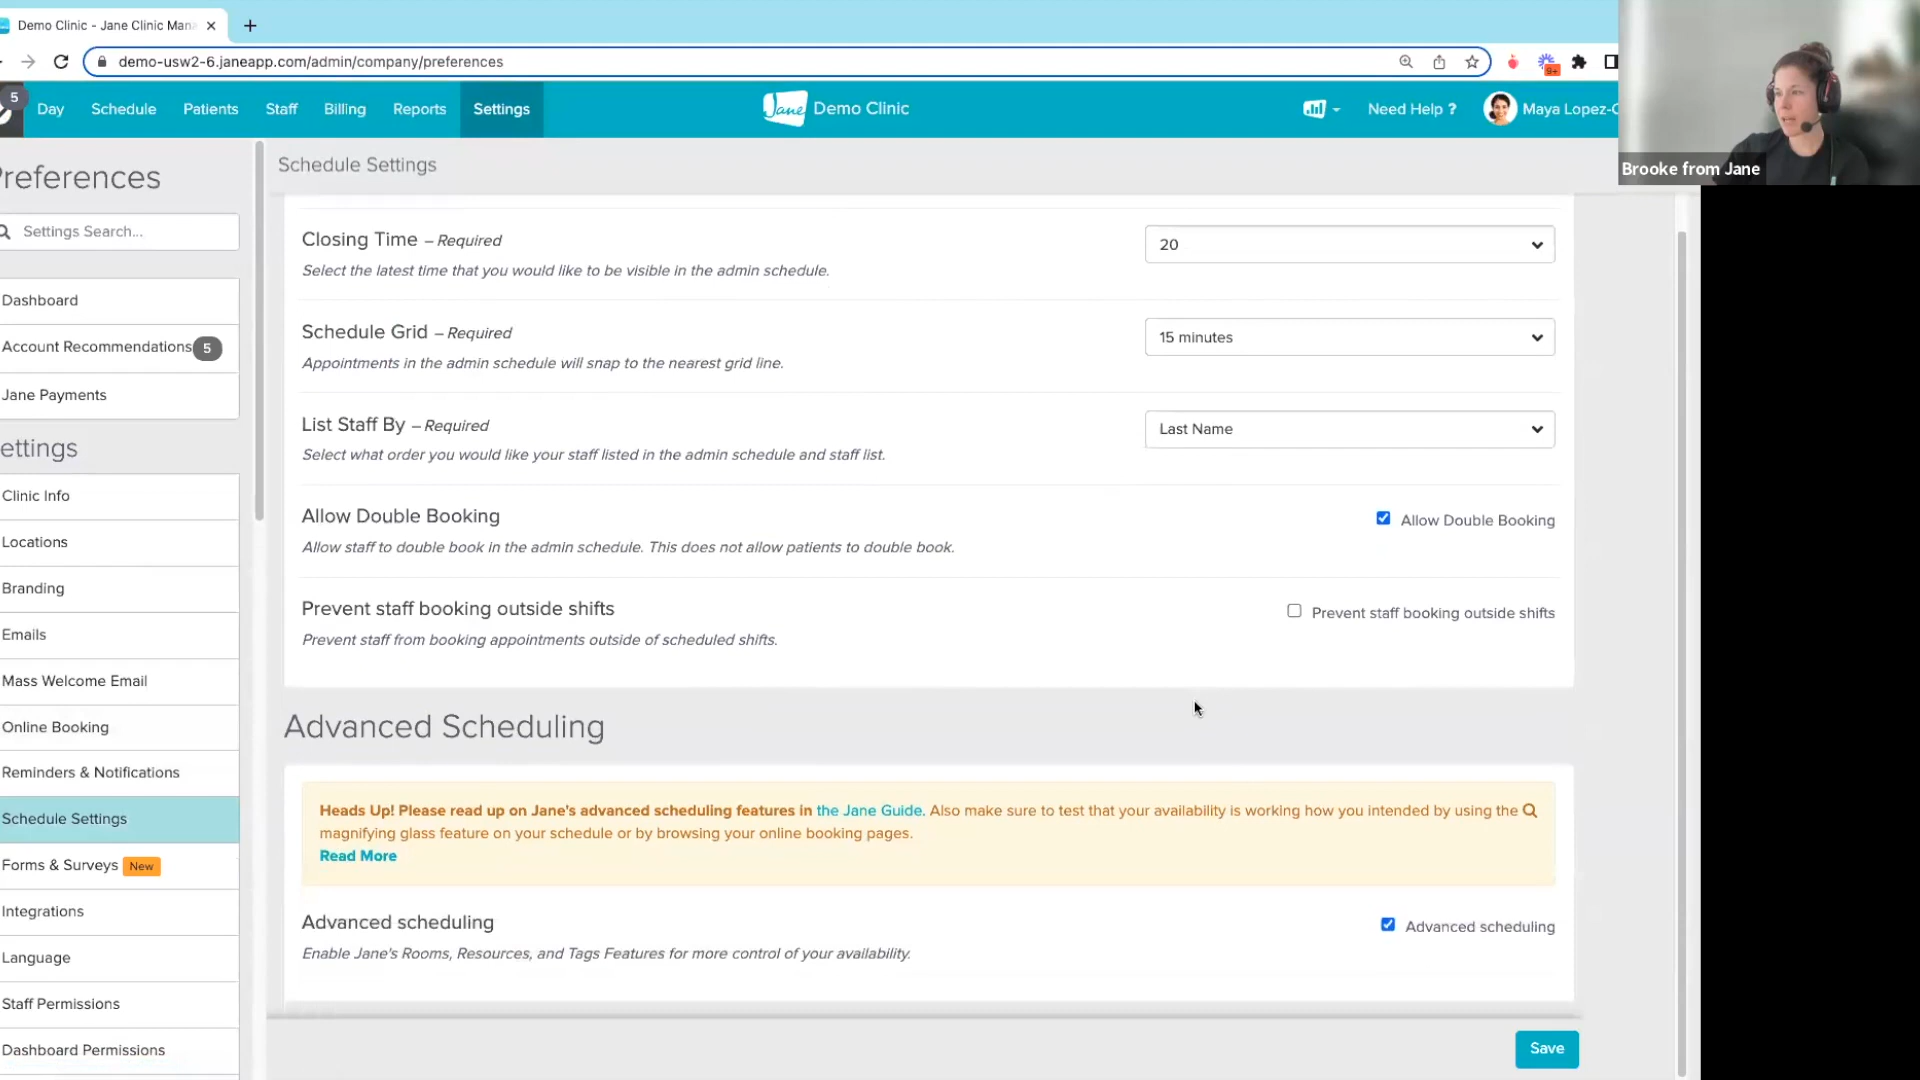 Demo Clinic - Jane Clinic Mana
demo-usw2-6.janeapp.com/admin/company/preferences
9+
5
Day
Schedule
Patients
Staff
Billing
Reports
Settings
Jane
Demo Clinic
Need Help ?
Maya Lopez-C
Brooke from Jane
references
Settings Search...
Dashboard
Account Recommendations 5
Jane Payments
ettings
Clinic Info
Locations
Branding
Emails
Mass Welcome Email
Online Booking
Reminders & Notifications
Schedule Settings
Forms & Surveys New
Integrations
Language
Staff Permissions
Dashboard Permissions
Schedule Settings
Closing Time – Required
20
Select the latest time that you would like to be visible in the admin schedule.
Schedule Grid – Required
15 minutes
Appointments in the admin schedule will snap to the nearest grid line.
List Staff By – Required
Last Name
Select what order you would like your staff listed in the admin schedule and staff list.
Allow Double Booking
Allow Double Booking
Allow staff to double book in the admin schedule. This does not allow patients to double book.
Prevent staff booking outside shifts
Prevent staff booking outside shifts
Prevent staff from booking appointments outside of scheduled shifts.
Advanced Scheduling
Heads Up! Please read up on Jane's advanced scheduling features in the Jane Guide. Also make sure to test that your availability is working how you intended by using the
magnifying glass feature on your schedule or by browsing your online booking pages.
Read More
Advanced scheduling
Advanced scheduling
Enable Jane's Rooms, Resources, and Tags Features for more control of your availability.
Save